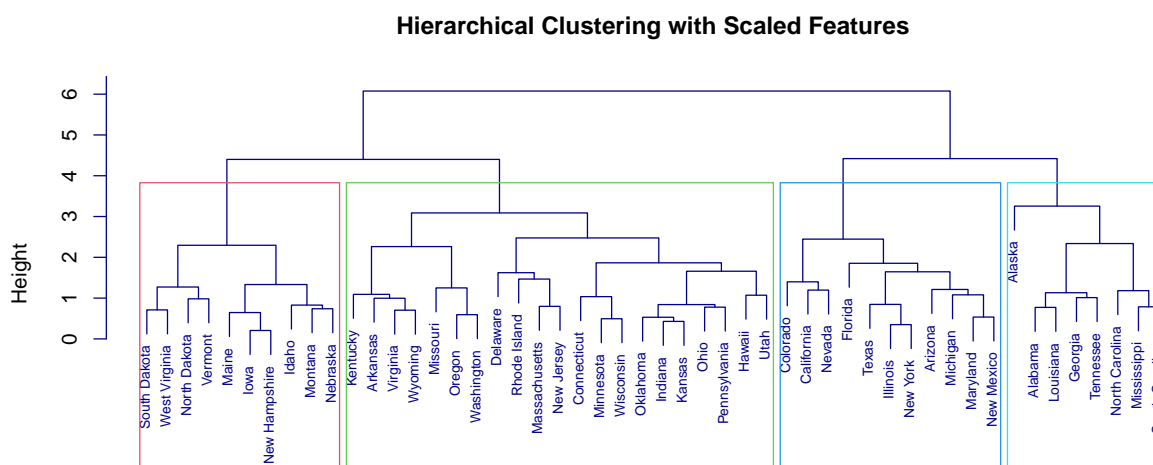 Hierarchical Clustering with Scaled Features
Height
6
5
4
3
2
1
0
South Dakota
West Virginia
North Dakota
Vermont
Maine
Iowa
New Hampshire
Idaho
Montana
Nebraska
Kentucky
Arkansas
Virginia
Wyoming
Missouri
Oregon
Washington
Delaware
Rhode Island
Massachusetts
New Jersey
Connecticut
Minnesota
Wisconsin
Oklahoma
Indiana
Kansas
Ohio
Pennsylvania
Hawaii
Utah
Colorado
California
Nevada
Florida
Texas
Illinois
New York
Arizona
Michigan
Maryland
New Mexico
Alaska
Alabama
Louisiana
Georgia
Tennessee
North Carolina
Mississippi